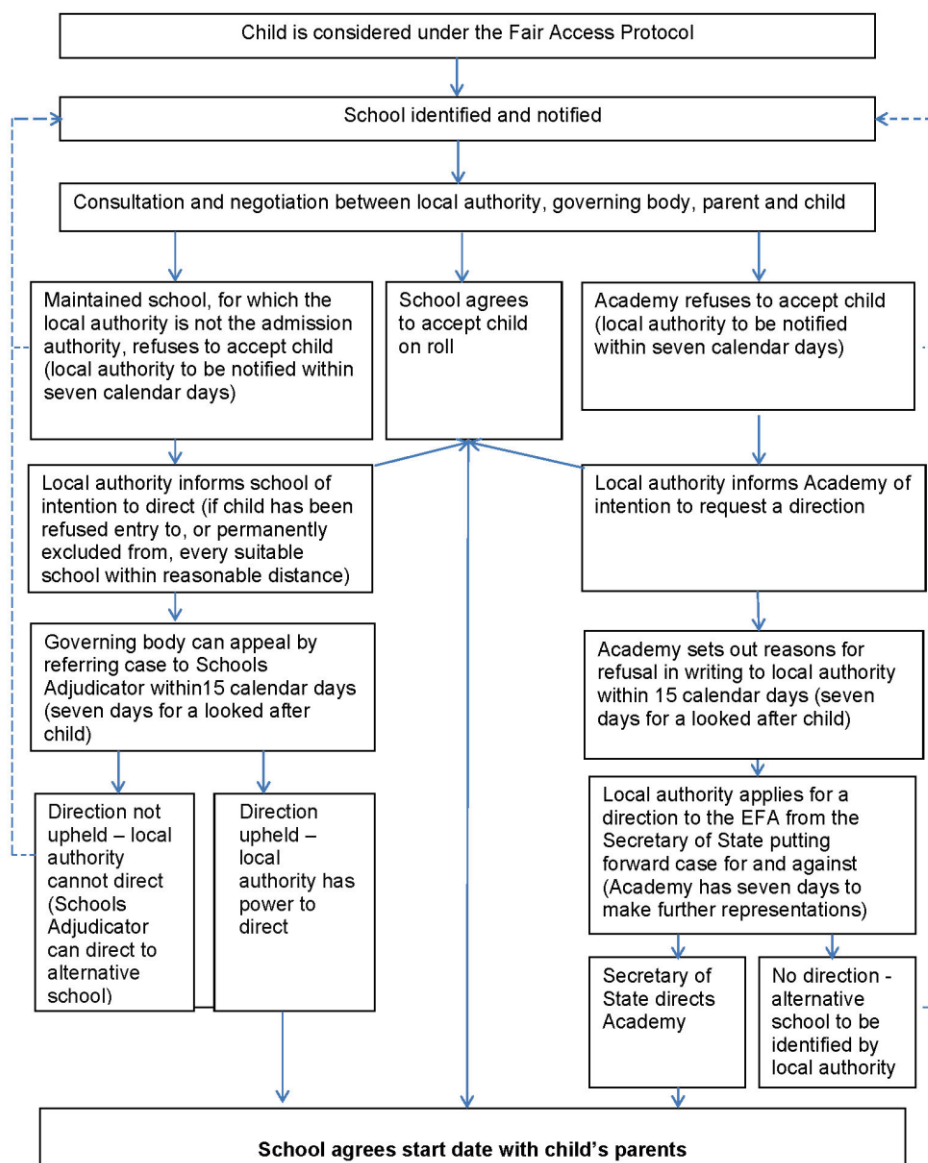 Child is considered under the Fair Access Protocol
School identified and notified
Consultation and negotiation between local authority, governing body, parent and child
Maintained school, for which the
local authority is not the admission
authority, refuses to accept child
(local authority to be notified within
seven calendar days)
School agrees
to accept child
on roll
Academy refuses to accept child
(local authority to be notified
within seven calendar days)
Local authority informs school of
intention to direct (if child has been
refused entry to, or permanently
excluded from, every suitable
school within reasonable distance)
Local authority informs Academy of
intention to request a direction
Governing body can appeal by
referring case to Schools
Adjudicator within15 calendar days
(seven days for a looked after
child)
Academy sets out reasons for
refusal in writing to local authority
within 15 calendar days (seven
days for a looked after child)
Direction not
upheld – local
authority
cannot direct
(Schools
Adjudicator
can direct to
alternative
school)
Direction
upheld –
local
authority has
power to
direct
Local authority applies for a
direction to the EFA from the
Secretary of State putting
forward case for and against
(Academy has seven days to
make further representations)
Secretary of
State directs
Academy
No direction -
alternative
school to be
identified by
local authority
School agrees start date with child's parents